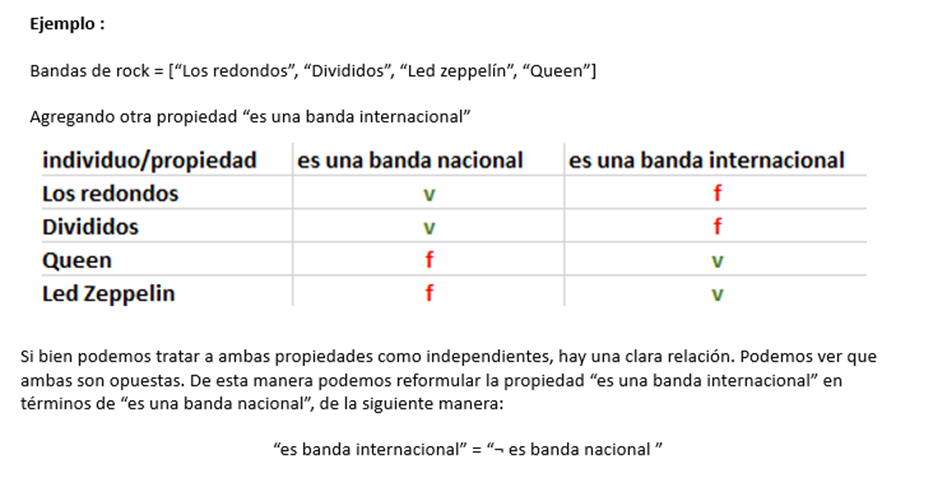 Ejemplo :
Bandas de rock = [“Los redondos”, “Divididos”, “Led zeppelín”, “Queen”]
Agregando otra propiedad “es una banda internacional”
individuo/propiedad es una banda nacional es una banda internacional
Los redondos v f
Divididos v f
Queen f v
Led Zeppelin f v
Si bien podemos tratar a ambas propiedades como independientes, hay una clara relación. Podemos ver que
ambas son opuestas. De esta manera podemos reformular la propiedad “es una banda internacional” en
términos de “es una banda nacional”, de la siguiente manera:
“es banda internacional” = “¬ es banda nacional ”